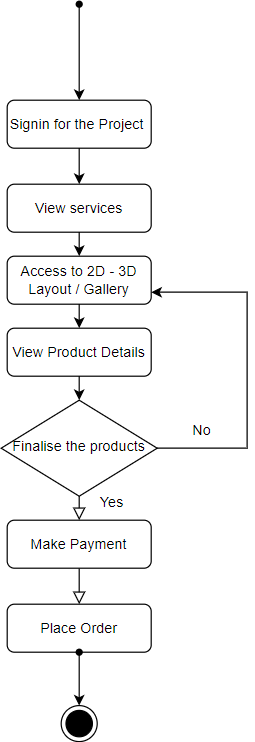 Signin for the Project
View services
Access to 2D - 3D
Layout / Gallery
View Product Details
Finalise the products
No
Yes
Make Payment
Place Order